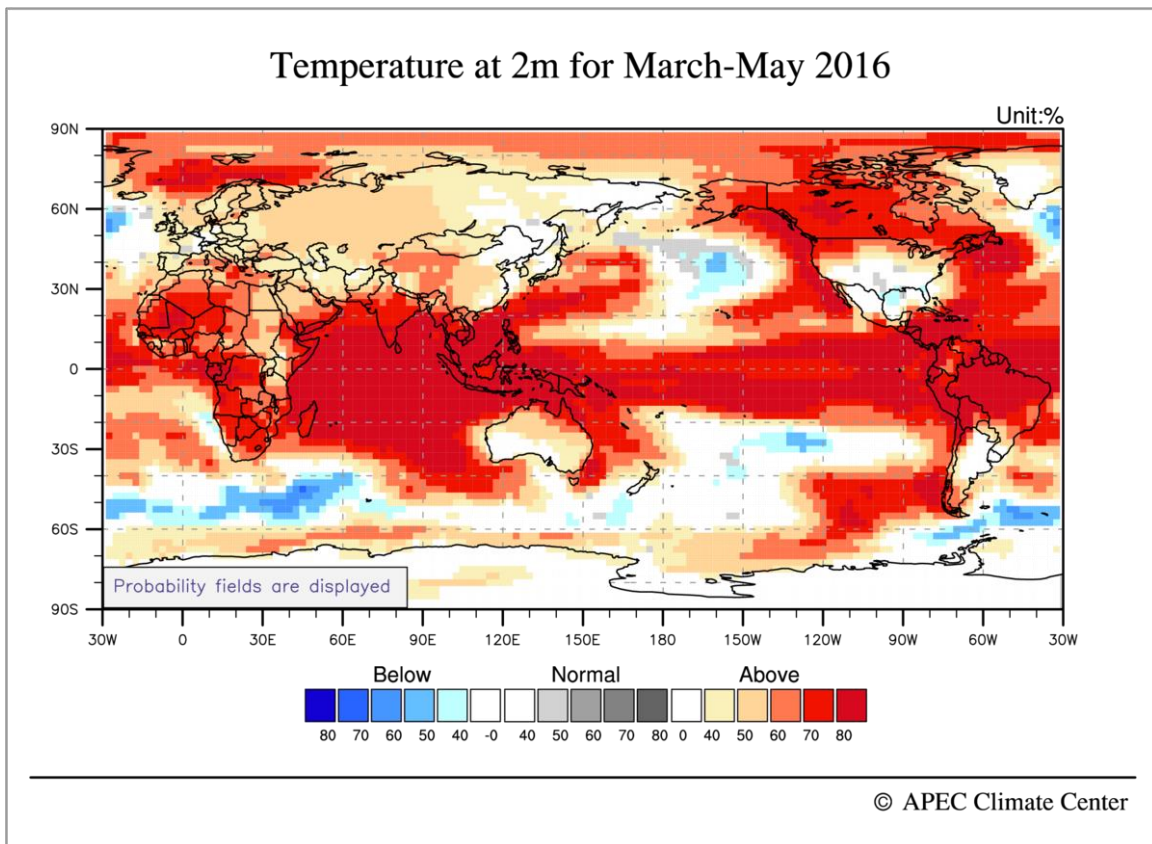 Temperature at 2m for March-May 2016
Unit:%
90N
60N
30N
0
30S
60S
90S
Probability fields are displayed
30W 0 30E 60E 90E 120E 150E 180 150W 120W 90W 60W 30W
Below Normal Above
80 70 60 50 40 -0 40 50 60 70 80 0 40 50 60 70 80
© APEC Climate Center